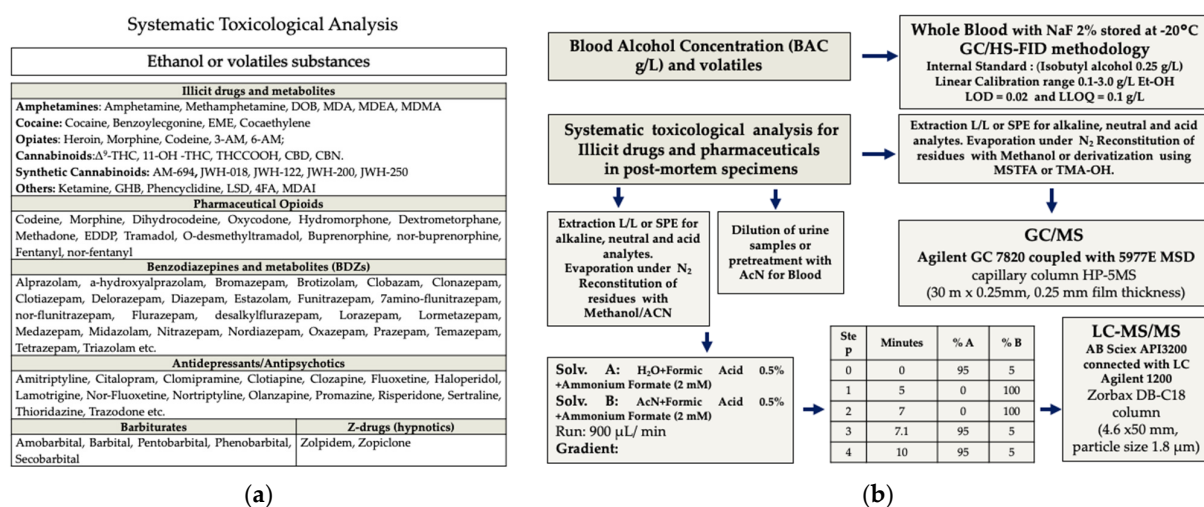 Systematic Toxicological Analysis
Ethanol or volatiles substances
Illicit drugs and metabolites
Amphetamines: Amphetamine, Methamphetamine, DOB, MDA, MDEA, MDMA
Cocaine: Cocaine, Benzoylecgonine, EME, Cocaethylene
Opiates: Heroin, Morphine, Codeine, 3-AM, 6-AM;
Cannabinoids:Δ⁹-THC, 11-OH -THC, THCCOOH, CBD, CBN.
Synthetic Cannabinoids: AM-694, JWH-018, JWH-122, JWH-200, JWH-250
Others: Ketamine, GHB, Phencyclidine, LSD, 4FA, MDAI
Pharmaceutical Opioids
Codeine, Morphine, Dihydrocodeine, Oxycodone, Hydromorphone, Dextrometorphane,
Methadone, EDDP, Tramadol, O-desmethyltramadol, Buprenorphine, nor-buprenorphine,
Fentanyl, nor-fentanyl
Benzodiazepines and metabolites (BDZs)
Alprazolam, a-hydroxyalprazolam, Bromazepam, Brotizolam, Clobazam, Clonazepam,
Clotiazepam, Delorazepam, Diazepam, Estazolam, Funitrazepam, 7amino-flunitrazepam,
nor-flunitrazepam, Flurazepam, desalkylflurazepam, Lorazepam, Lormetazepam,
Medazepam, Midazolam, Nitrazepam, Nordiazepam, Oxazepam, Prazepam, Temazepam,
Tetrazepam, Triazolam etc.
Antidepressants/Antipsychotics
Amitriptyline, Citalopram, Clomipramine, Clotiapine, Clozapine, Fluoxetine, Haloperidol,
Lamotrigine, Nor-Fluoxetine, Nortriptyline, Olanzapine, Promazine, Risperidone, Sertraline,
Thioridazine, Trazodone etc.
Barbiturates
Z-drugs (hypnotics)
Amobarbital, Barbital, Pentobarbital, Phenobarbital,
Secobarbital
Zolpidem, Zopiclone
(a)
Blood Alcohol Concentration (BAC
g/L) and volatiles
Whole Blood with NaF 2% stored at -20°C
GC/HS-FID methodology
Internal Standard : (Isobutyl alcohol 0.25 g/L)
Linear Calibration range 0.1-3.0 g/L Et-OH
LOD = 0.02 and LLOQ = 0.1 g/L
Systematic toxicological analysis for
Illicit drugs and pharmaceuticals
in post-mortem specimens
Extraction L/L or SPE for alkaline, neutral and acid
analytes. Evaporation under N₂ Reconstitution of
residues with Methanol or derivatization using
MSTFA or TMA-OH.
Extraction L/L or SPE for
alkaline, neutral and acid
analytes.
Evaporation under N₂
Reconstitution of
residues with
Methanol/ACN
Dilution of urine
samples or
pretreatment with
AcN for Blood
GC/MS
Agilent GC 7820 coupled with 5977E MSD
capillary column HP-5MS
(30 m x 0.25mm, 0.25 mm film thickness)
Solv. A: H₂O+Formic Acid 0.5%
+Ammonium Formate (2 mM)
Solv. B: AcN+Formic Acid 0.5%
+Ammonium Formate (2 mM)
Run: 900 μL/ min
Gradient:
Ste
p Minutes % A % B
0 0 95 5
1 5 0 100
2 7 0 100
3 7.1 95 5
4 10 95 5
LC-MS/MS
AB Sciex API3200
connected with LC
Agilent 1200
Zorbax DB-C18
column
(4.6 x50 mm,
particle size 1.8 μm)
(b)